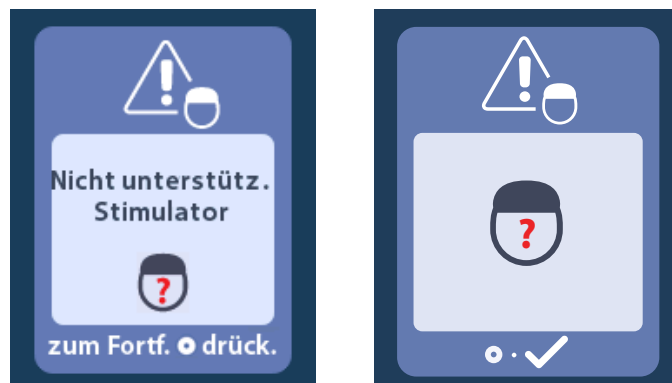 Nicht unterstütz.
Stimulator
?
zum Fortf. drück.
?